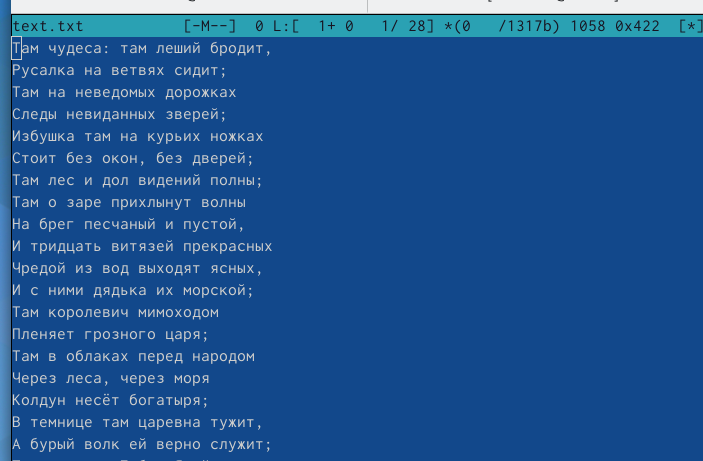 text.txt [-M--] 0 L:[ 1+ 0 1/ 28] *(0 /1317b) 1058 0x422 [*]
Там чудеса: там леший бродит,
Русалка на ветвях сидит;
Там на неведомых дорожках
Следы невиданных зверей;
Избушка там на курьих ножках
Стоит без окон, без дверей;
Там лес и дол видений полны;
Там о заре прихлынут волны
На брег песчаный и пустой,
И тридцать витязей прекрасных
Чредой из вод выходят ясных,
И с ними дядька их морской;
Там королевич мимоходом
Пленяет грозного царя;
Там в облаках перед народом
Через леса, через моря
Колдун несёт богатыря;
В темнице там царевна тужит,
А бурый волк ей верно служит;